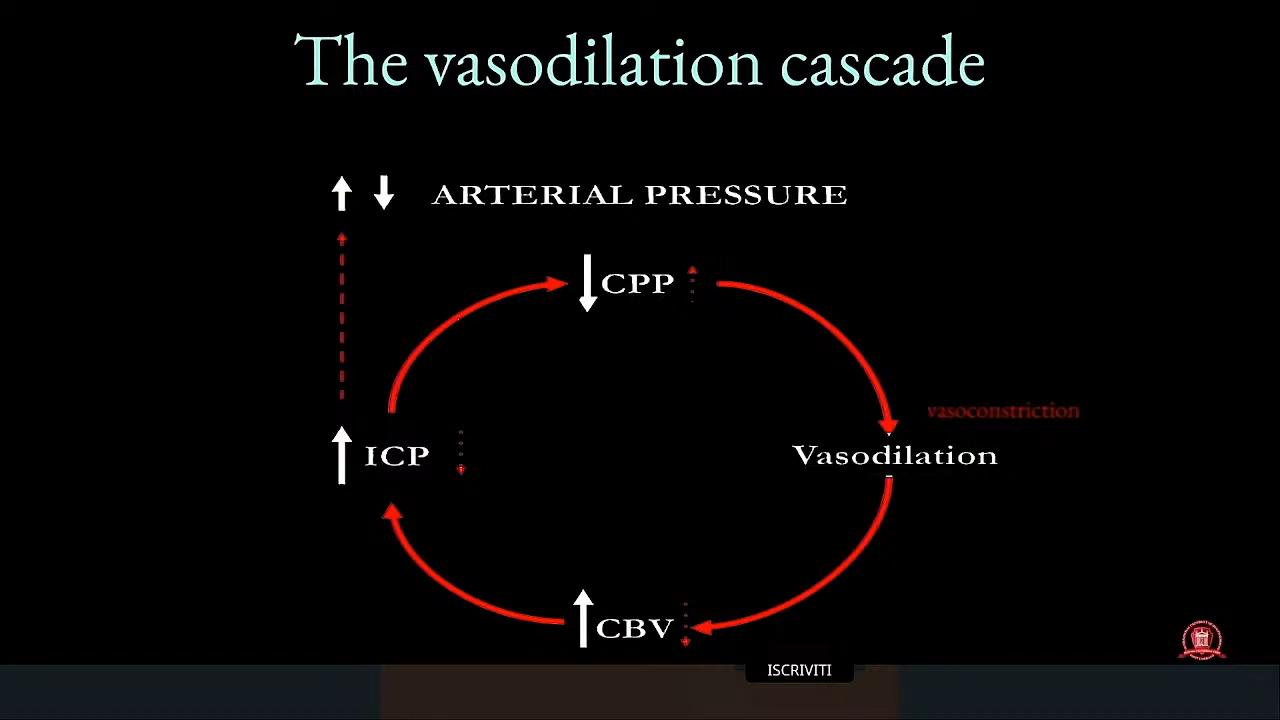 The vasodilation cascade
ARTERIAL PRESSURE
CPP
vasoconstriction
ICP
Vasodilation
CBV
ISCRIVITI